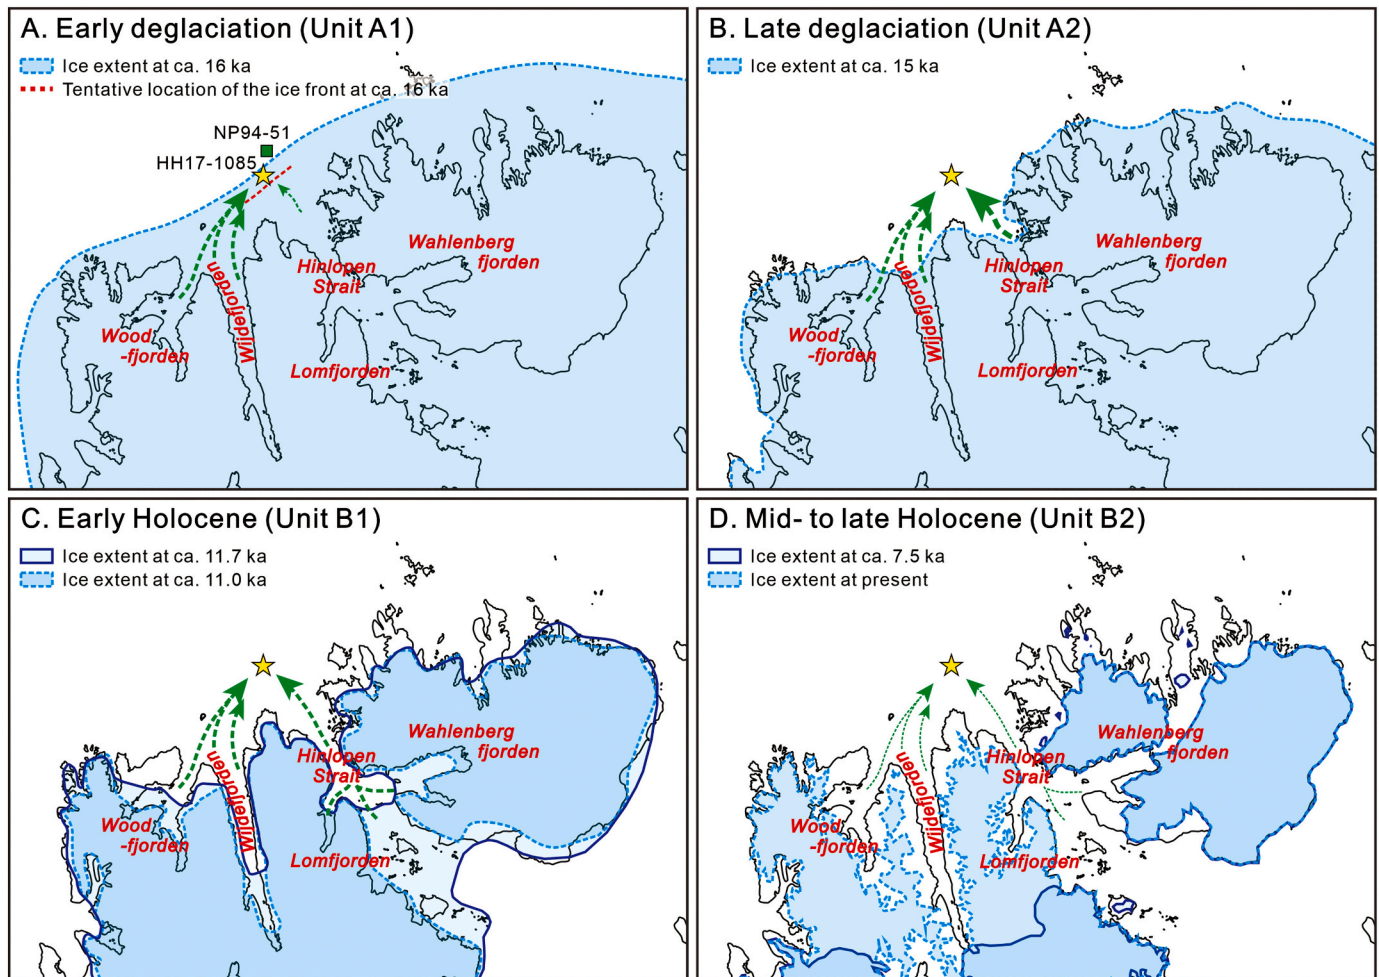 A. Early deglaciation (Unit A1)
Ice extent at ca. 16 ka
Tentative location of the ice front at ca. 16 ka
NP94-51
HH17-1085
Wahlenberg
fjorden
Hinlopen
Strait
Wijdefjorden
Wood
-fjorden
Lomfjorden
B. Late deglaciation (Unit A2)
Ice extent at ca. 15 ka
Wahlenberg
fjorden
Hinlopen
Strait
Wijdefjorden
Wood
-fjorden
Lomfjorden
C. Early Holocene (Unit B1)
Ice extent at ca. 11.7 ka
Ice extent at ca. 11.0 ka
Wahlenberg
fjorden
Hinlopen
Strait
Wijdefjorden
Wood
-fjorden
Lomfjorden
D. Mid- to late Holocene (Unit B2)
Ice extent at ca. 7.5 ka
Ice extent at present
Wahlenberg
fjorden
Hinlopen
Strait
Wijdefjorden
Wood
-fjorden
Lomfjorden